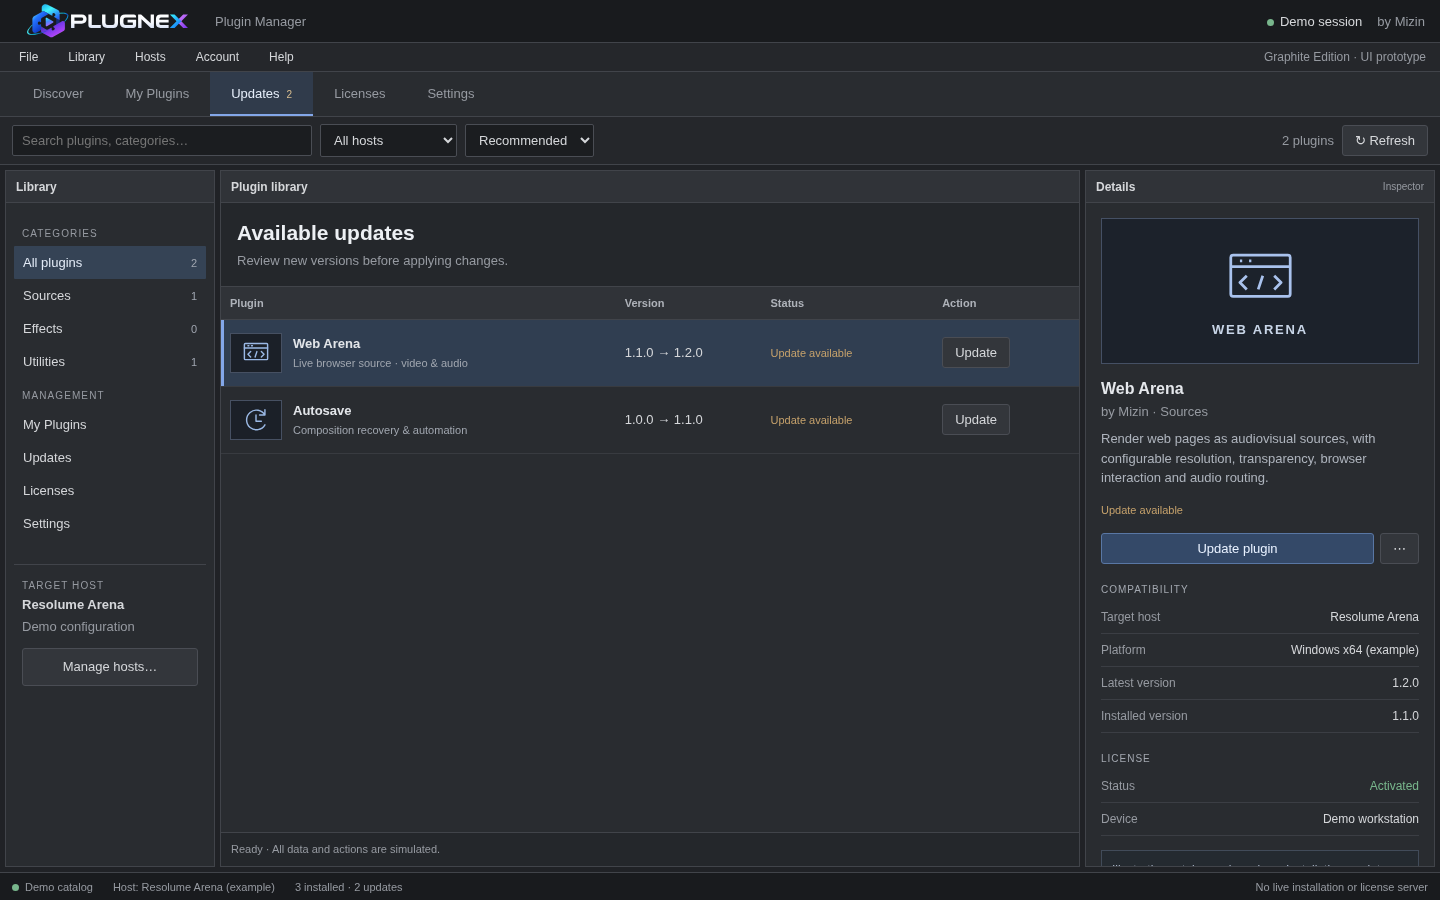 PLUGNEX
Plugin Manager
Demo session
by Mizin
File
Library
Hosts
Account
Help
Graphite Edition · UI prototype
Discover
My Plugins
Updates 2
Licenses
Settings
Search plugins, categories…
All hosts
Recommended
2 plugins
↻ Refresh
Library
CATEGORIES
All plugins 2
Sources 1
Effects 0
Utilities 1
MANAGEMENT
My Plugins
Updates
Licenses
Settings
TARGET HOST
Resolume Arena
Demo configuration
Manage hosts…
Plugin library
Available updates
Review new versions before applying changes.
Plugin Version Status Action
Web Arena
Live browser source · video & audio
1.1.0 → 1.2.0
Update available
Update
Autosave
Composition recovery & automation
1.0.0 → 1.1.0
Update available
Update
Ready · All data and actions are simulated.
Details
Inspector
WEB ARENA
Web Arena
by Mizin · Sources
Render web pages as audiovisual sources, with
configurable resolution, transparency, browser
interaction and audio routing.
Update available
Update plugin
⋯
COMPATIBILITY
Target host Resolume Arena
Platform Windows x64 (example)
Latest version 1.2.0
Installed version 1.1.0
LICENSE
Status Activated
Device Demo workstation
Demo catalog
Host: Resolume Arena (example)
3 installed · 2 updates
No live installation or license server